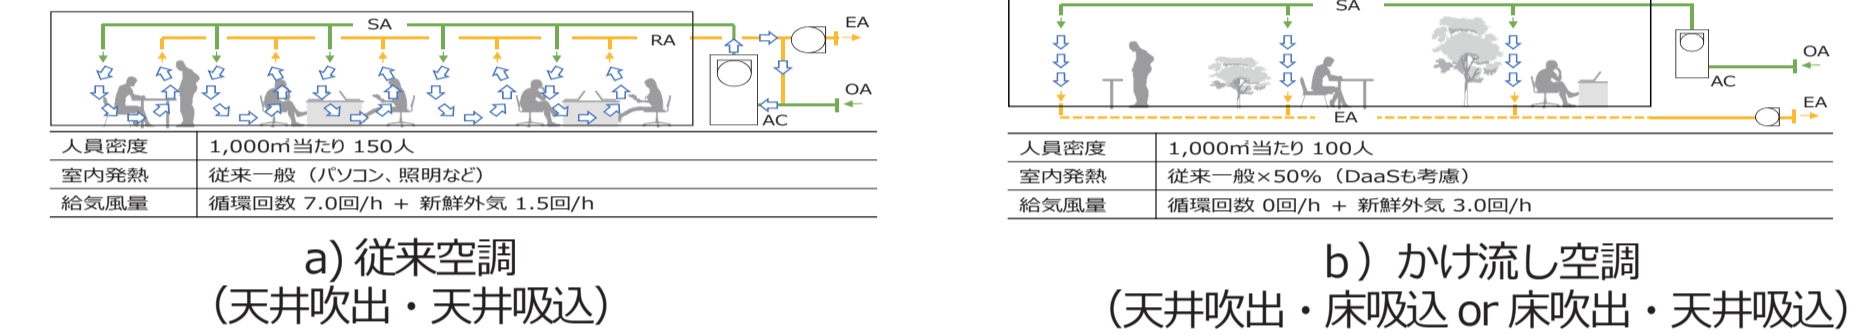 SA
EA
RA
OA
AC
人員密度 1,000㎡当たり 150人
室内発熱 従来一般（パソコン、照明など）
給気風量 循環回数 7.0回/h ＋ 新鮮外気 1.5回/h
a) 従来空調
（天井吹出・天井吸込）
SA
OA
AC
EA
EA
人員密度 1,000㎡当たり 100人
室内発熱 従来一般×50%（DaaSも考慮）
給気風量 循環回数 0回/h ＋ 新鮮外気 3.0回/h
b）かけ流し空調
（天井吹出・床吸込 or 床吹出・天井吸込）